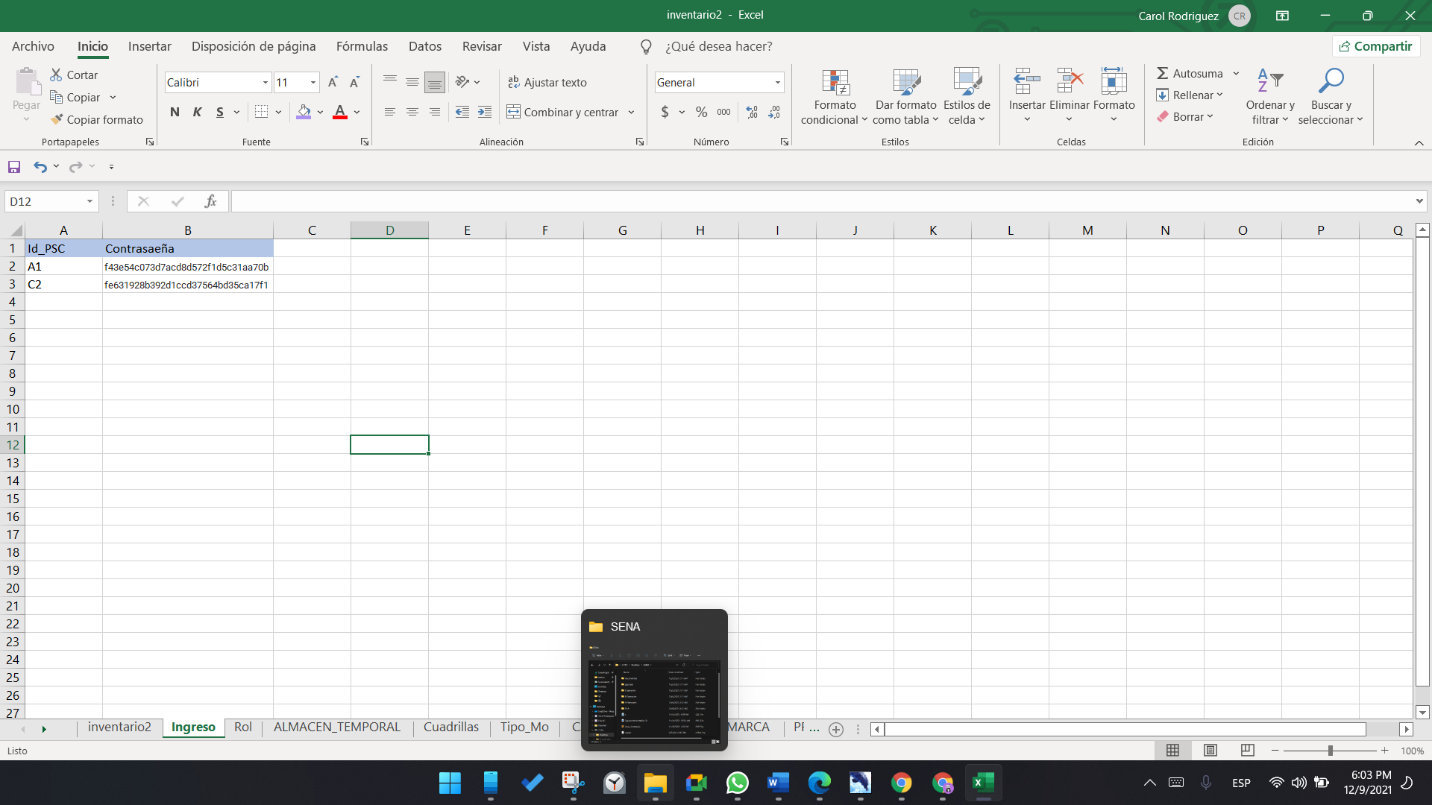 inventario2 - Excel
Carol Rodriguez CR
Archivo Inicio Insertar Disposición de página Fórmulas Datos Revisar Vista Ayuda ¿Qué desea hacer? Compartir
Pegar
Cortar
Copiar
Copiar formato
Portapapeles
Calibri 11
N K S
Fuente
Ajustar texto
Combinar y centrar
Alineación
General
$ % 000
Número
Formato condicional
Dar formato como tabla
Estilos de celda
Estilos
Insertar Eliminar Formato
Celdas
Autosuma
Rellenar
Borrar
Ordenar y filtrar
Buscar y seleccionar
Edición
D12 fx
A B C D E F G H I J K L M N O P Q
1 Id_PSC Contrasaeña
2 A1 f43e54c073d7acd8d572f1d5c31aa70b
3 C2 fe631928b392d1ccd37564bd35ca17f1
4
5
6
7
8
9
10
11
12
13
14
15
16
17
18
19
20
21
22
23
24
25
26
27
SENA
inventario2 Ingreso Rol ALMACEN_TEMPORAL Cuadrillas Tipo_Mo C MARCA PI ...
Listo 100%
ESP 6:03 PM
12/9/2021